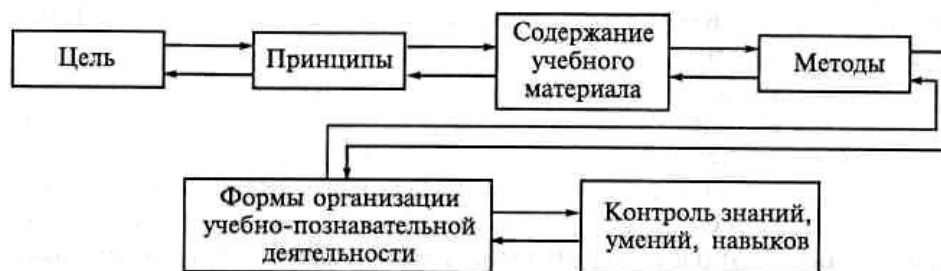 Цель
Принципы
Содержание
учебного
материала
Методы
Формы организации
учебно-познавательной
деятельности
Контроль знаний,
умений, навыков